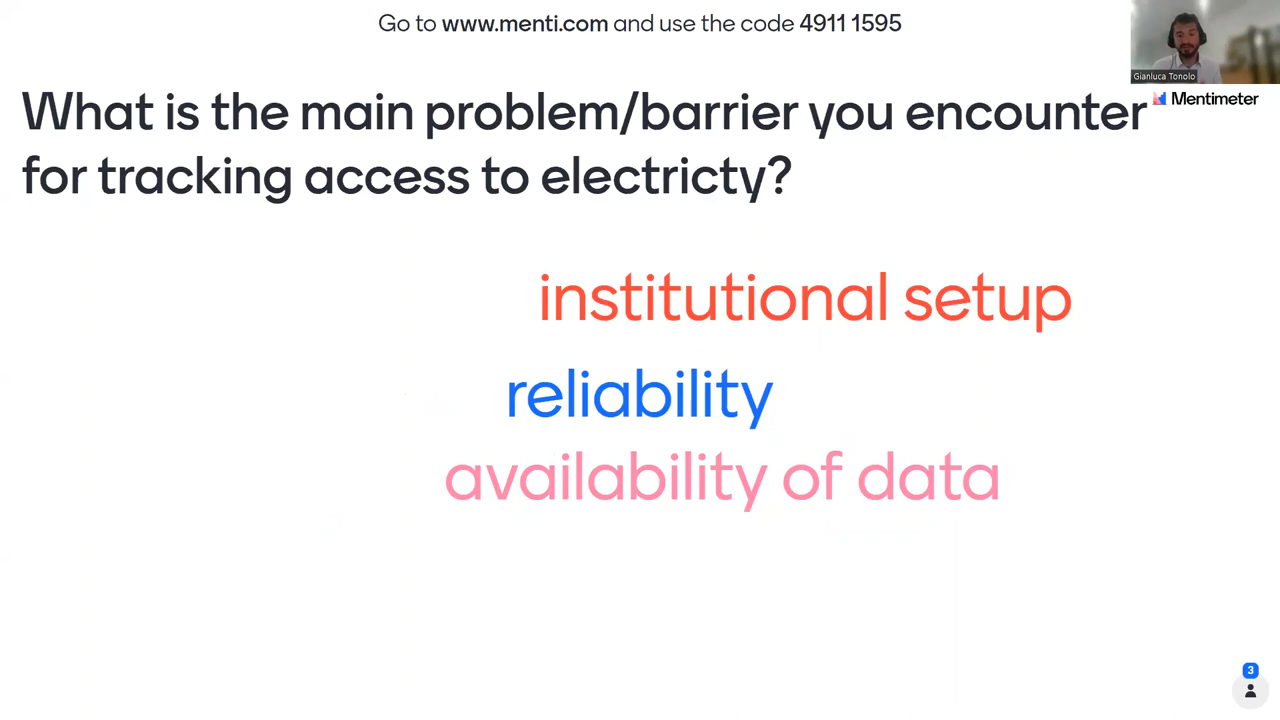 Go to www.menti.com and use the code 4911 1595
Gianluca Tonolo
Mentimeter
What is the main problem/barrier you encounter
for tracking access to electricty?
institutional setup
reliability
availability of data
3